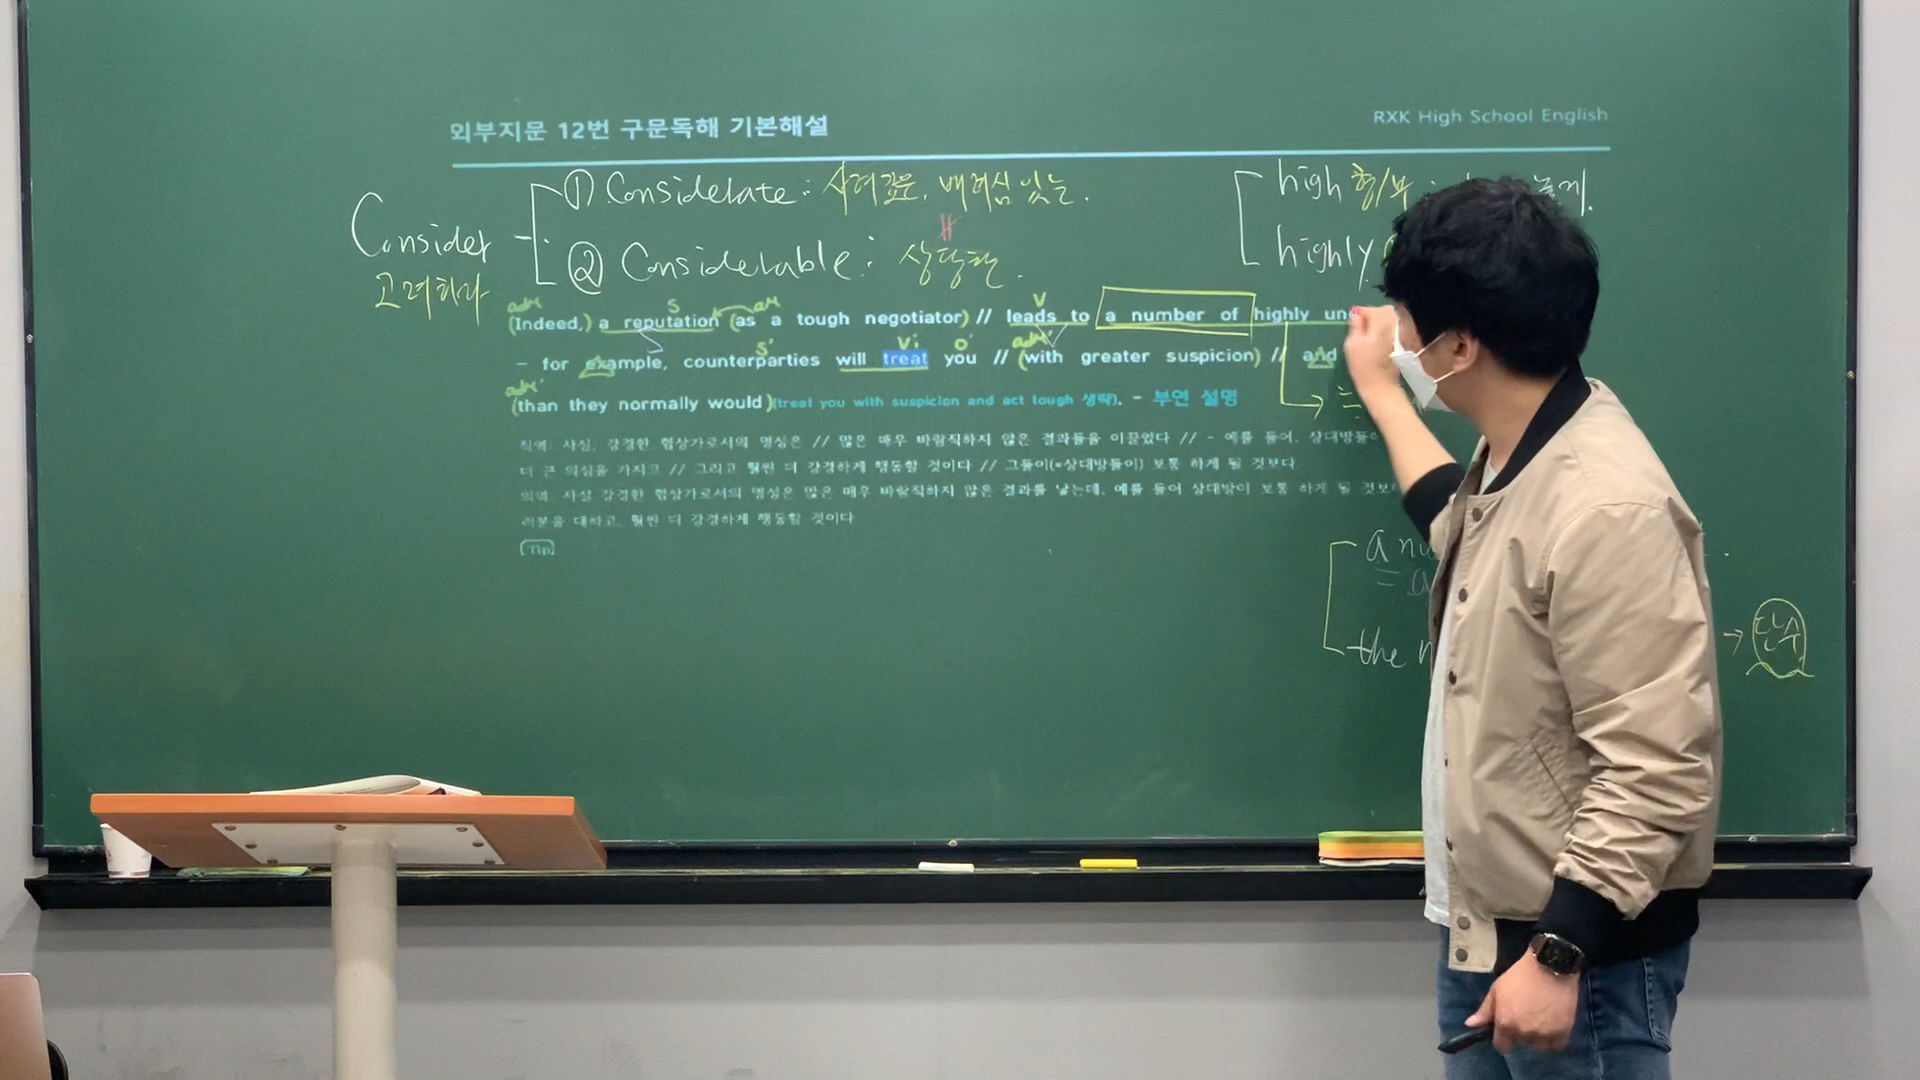 외부지문 12번 구문독해 기본해설
RXK High School English
Consider
고려하다
① Considerate : 사려깊은, 배려심 있는.
② Considerable : 상당한.
high 형/부
highly
adv S av V
(Indeed,) a reputation (as a tough negotiator) // leads to a number of highly un
S' Vi O' adv'
– for example, counterparties will treat you // (with greater suspicion) // and
adv'
(than they normally would)(treat you with suspicion and act tough 생략). – 부연 설명
직역: 사실, 강경한 협상가로서의 명성은 // 많은 매우 바람직하지 않은 결과들을 이끌었다 // – 예를 들어, 상대방들이
더 큰 의심을 가지고 // 그리고 훨씬 더 강경하게 행동할 것이다 // 그들이(=상대방들이) 보통 하게 될 것보다
의역: 사실 강경한 협상가로서의 명성은 많은 매우 바람직하지 않은 결과를 낳는데, 예를 들어 상대방이 보통 하게 될 것보
러분을 대하고, 훨씬 더 강경하게 행동할 것이다
Tip
a nu
= a
the n
→ 단수